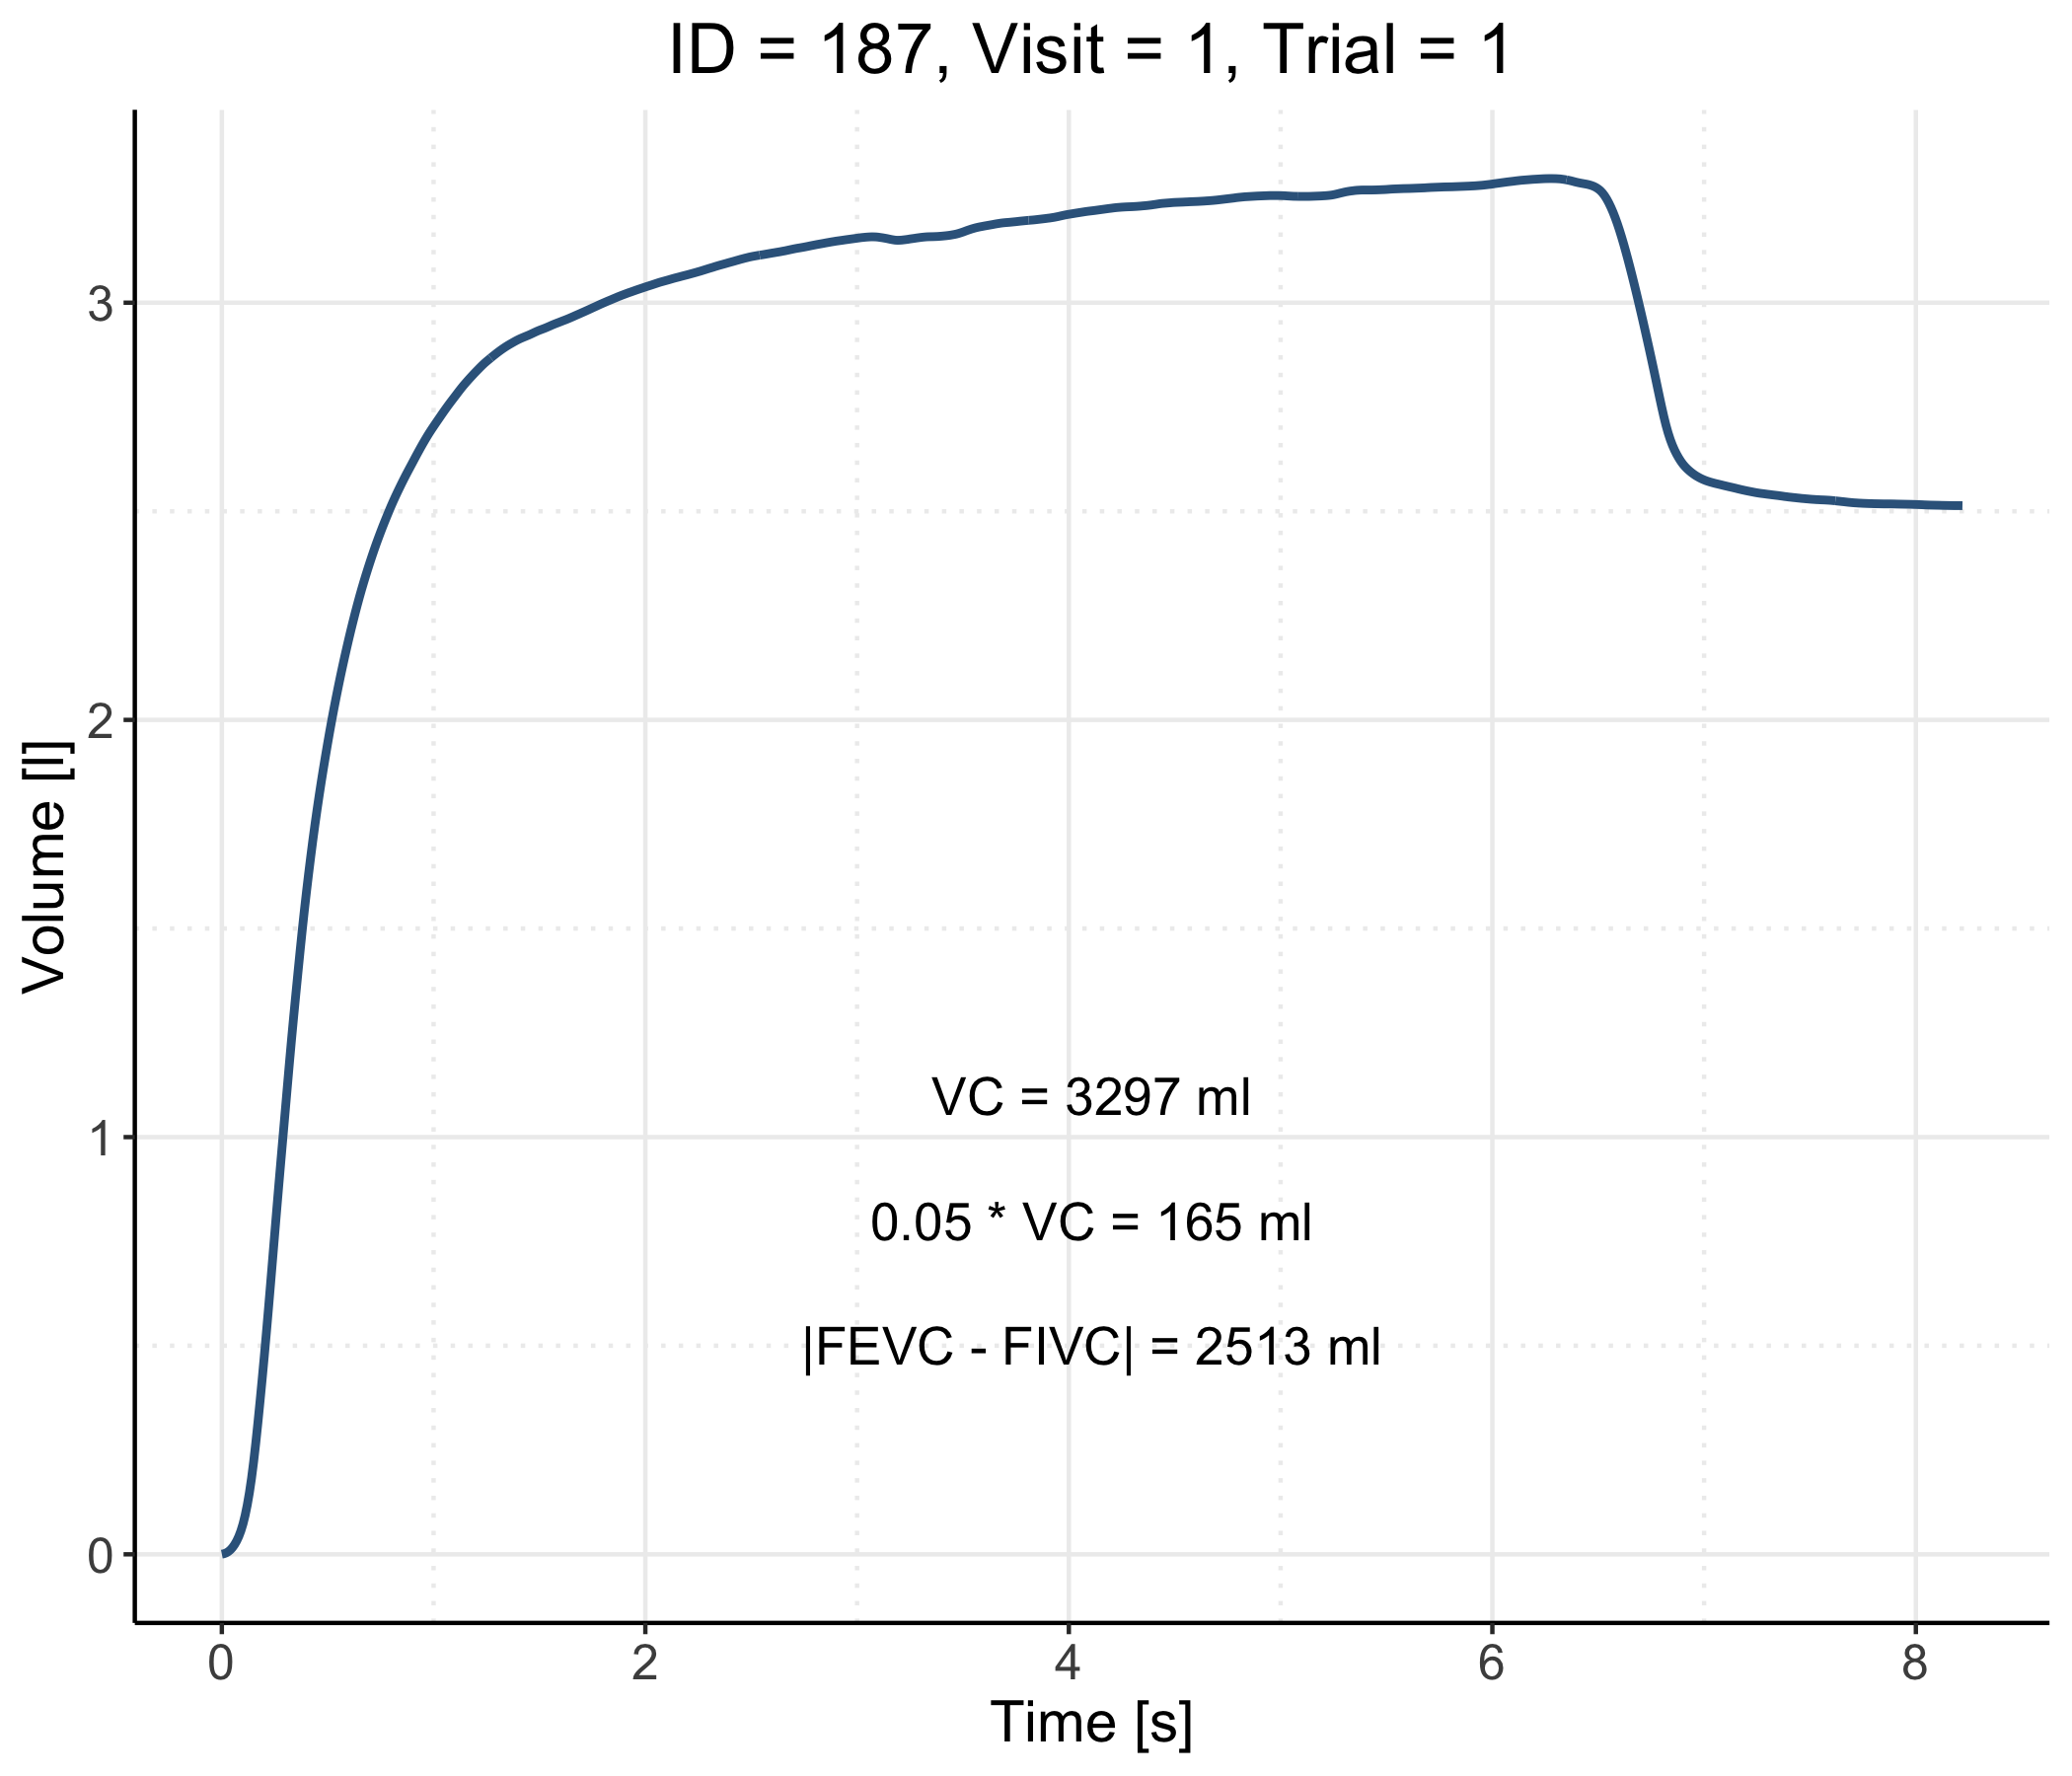 ID = 187, Visit = 1, Trial = 1
3
2
1
0
Volume [l]
VC = 3297 ml
0.05 * VC = 165 ml
|FEVC - FIVC| = 2513 ml
0 2 4 6 8
Time [s]